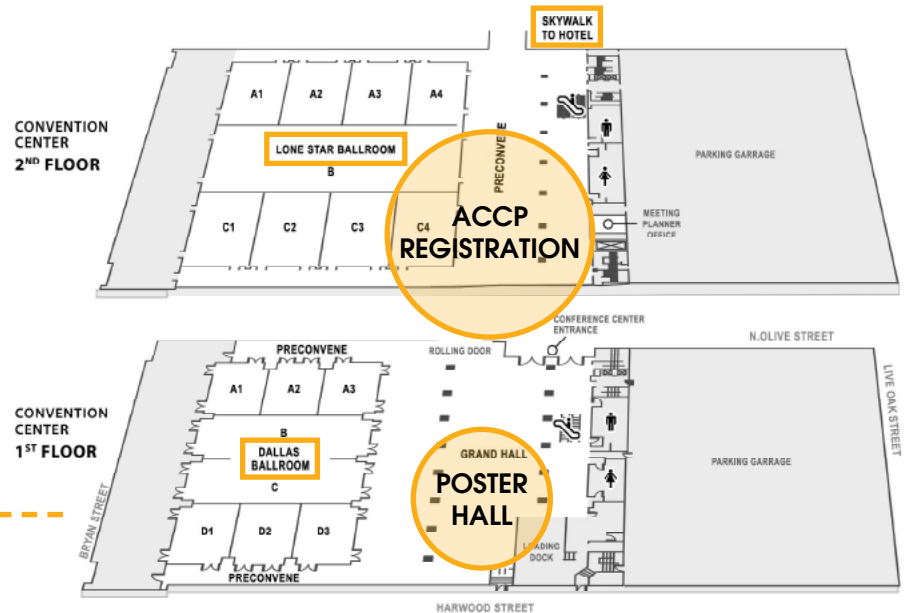 SKYWALK
TO HOTEL
A1
A2
A3
A4
CONVENTION
CENTER
2ND FLOOR
LONE STAR BALLROOM
B
PRECONVENE
PARKING GARRAGE
C1
C2
C3
C4
ACCP
REGISTRATION
MEETING
PLANNER
OFFICE
CONFERENCE CENTER
ENTRANCE
N.OLIVE STREET
PRECONVENE
ROLLING DOOR
A1
A2
A3
LIVE OAK STREET
CONVENTION
CENTER
1ST FLOOR
B
DALLAS
BALLROOM
C
GRAND HALL
PARKING GARRAGE
POSTER
HALL
BRYAN STREET
D1
D2
D3
LOADING
DOCK
PRECONVENE
HARWOOD STREET